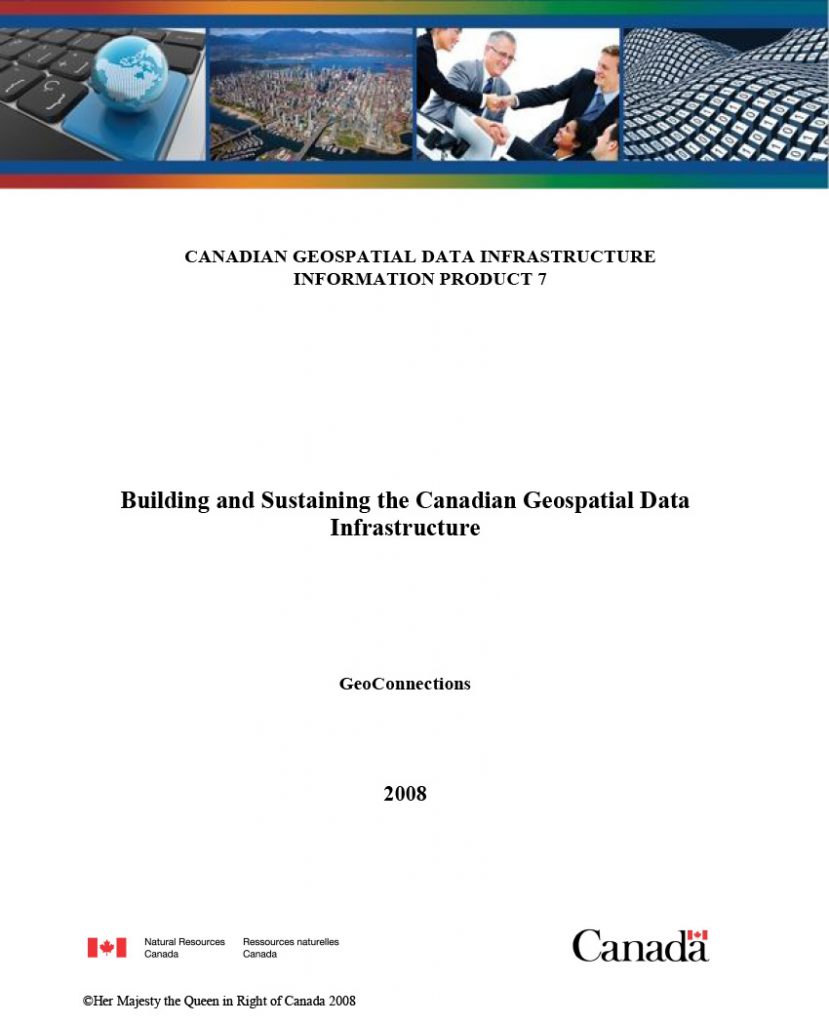 CANADIAN GEOSPATIAL DATA INFRASTRUCTURE
INFORMATION PRODUCT 7
Building and Sustaining the Canadian Geospatial Data
Infrastructure
GeoConnections
2008
Natural Resources
Canada
Ressources naturelles
Canada
Canada
©Her Majesty the Queen in Right of Canada 2008